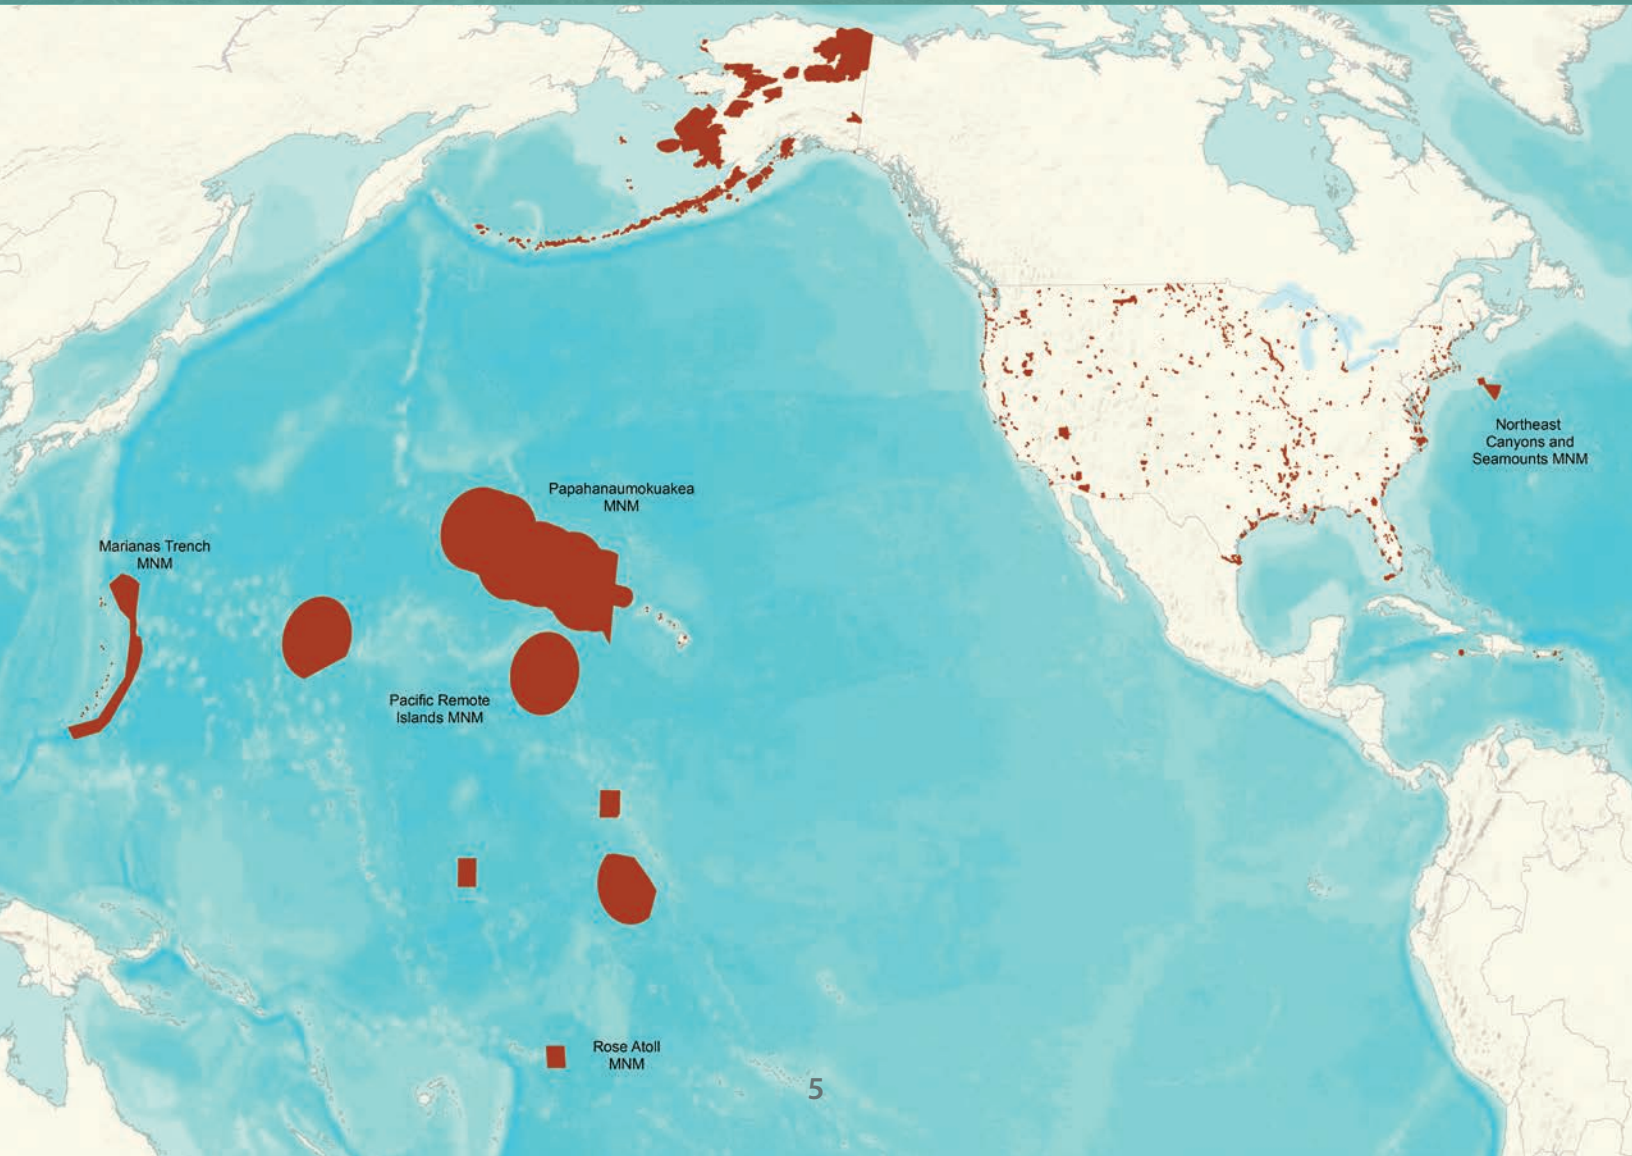 Northeast
Canyons and
Seamounts MNM
Papahanaumokuakea
MNM
Marianas Trench
MNM
Pacific Remote
Islands MNM
Rose Atoll
MNM
5